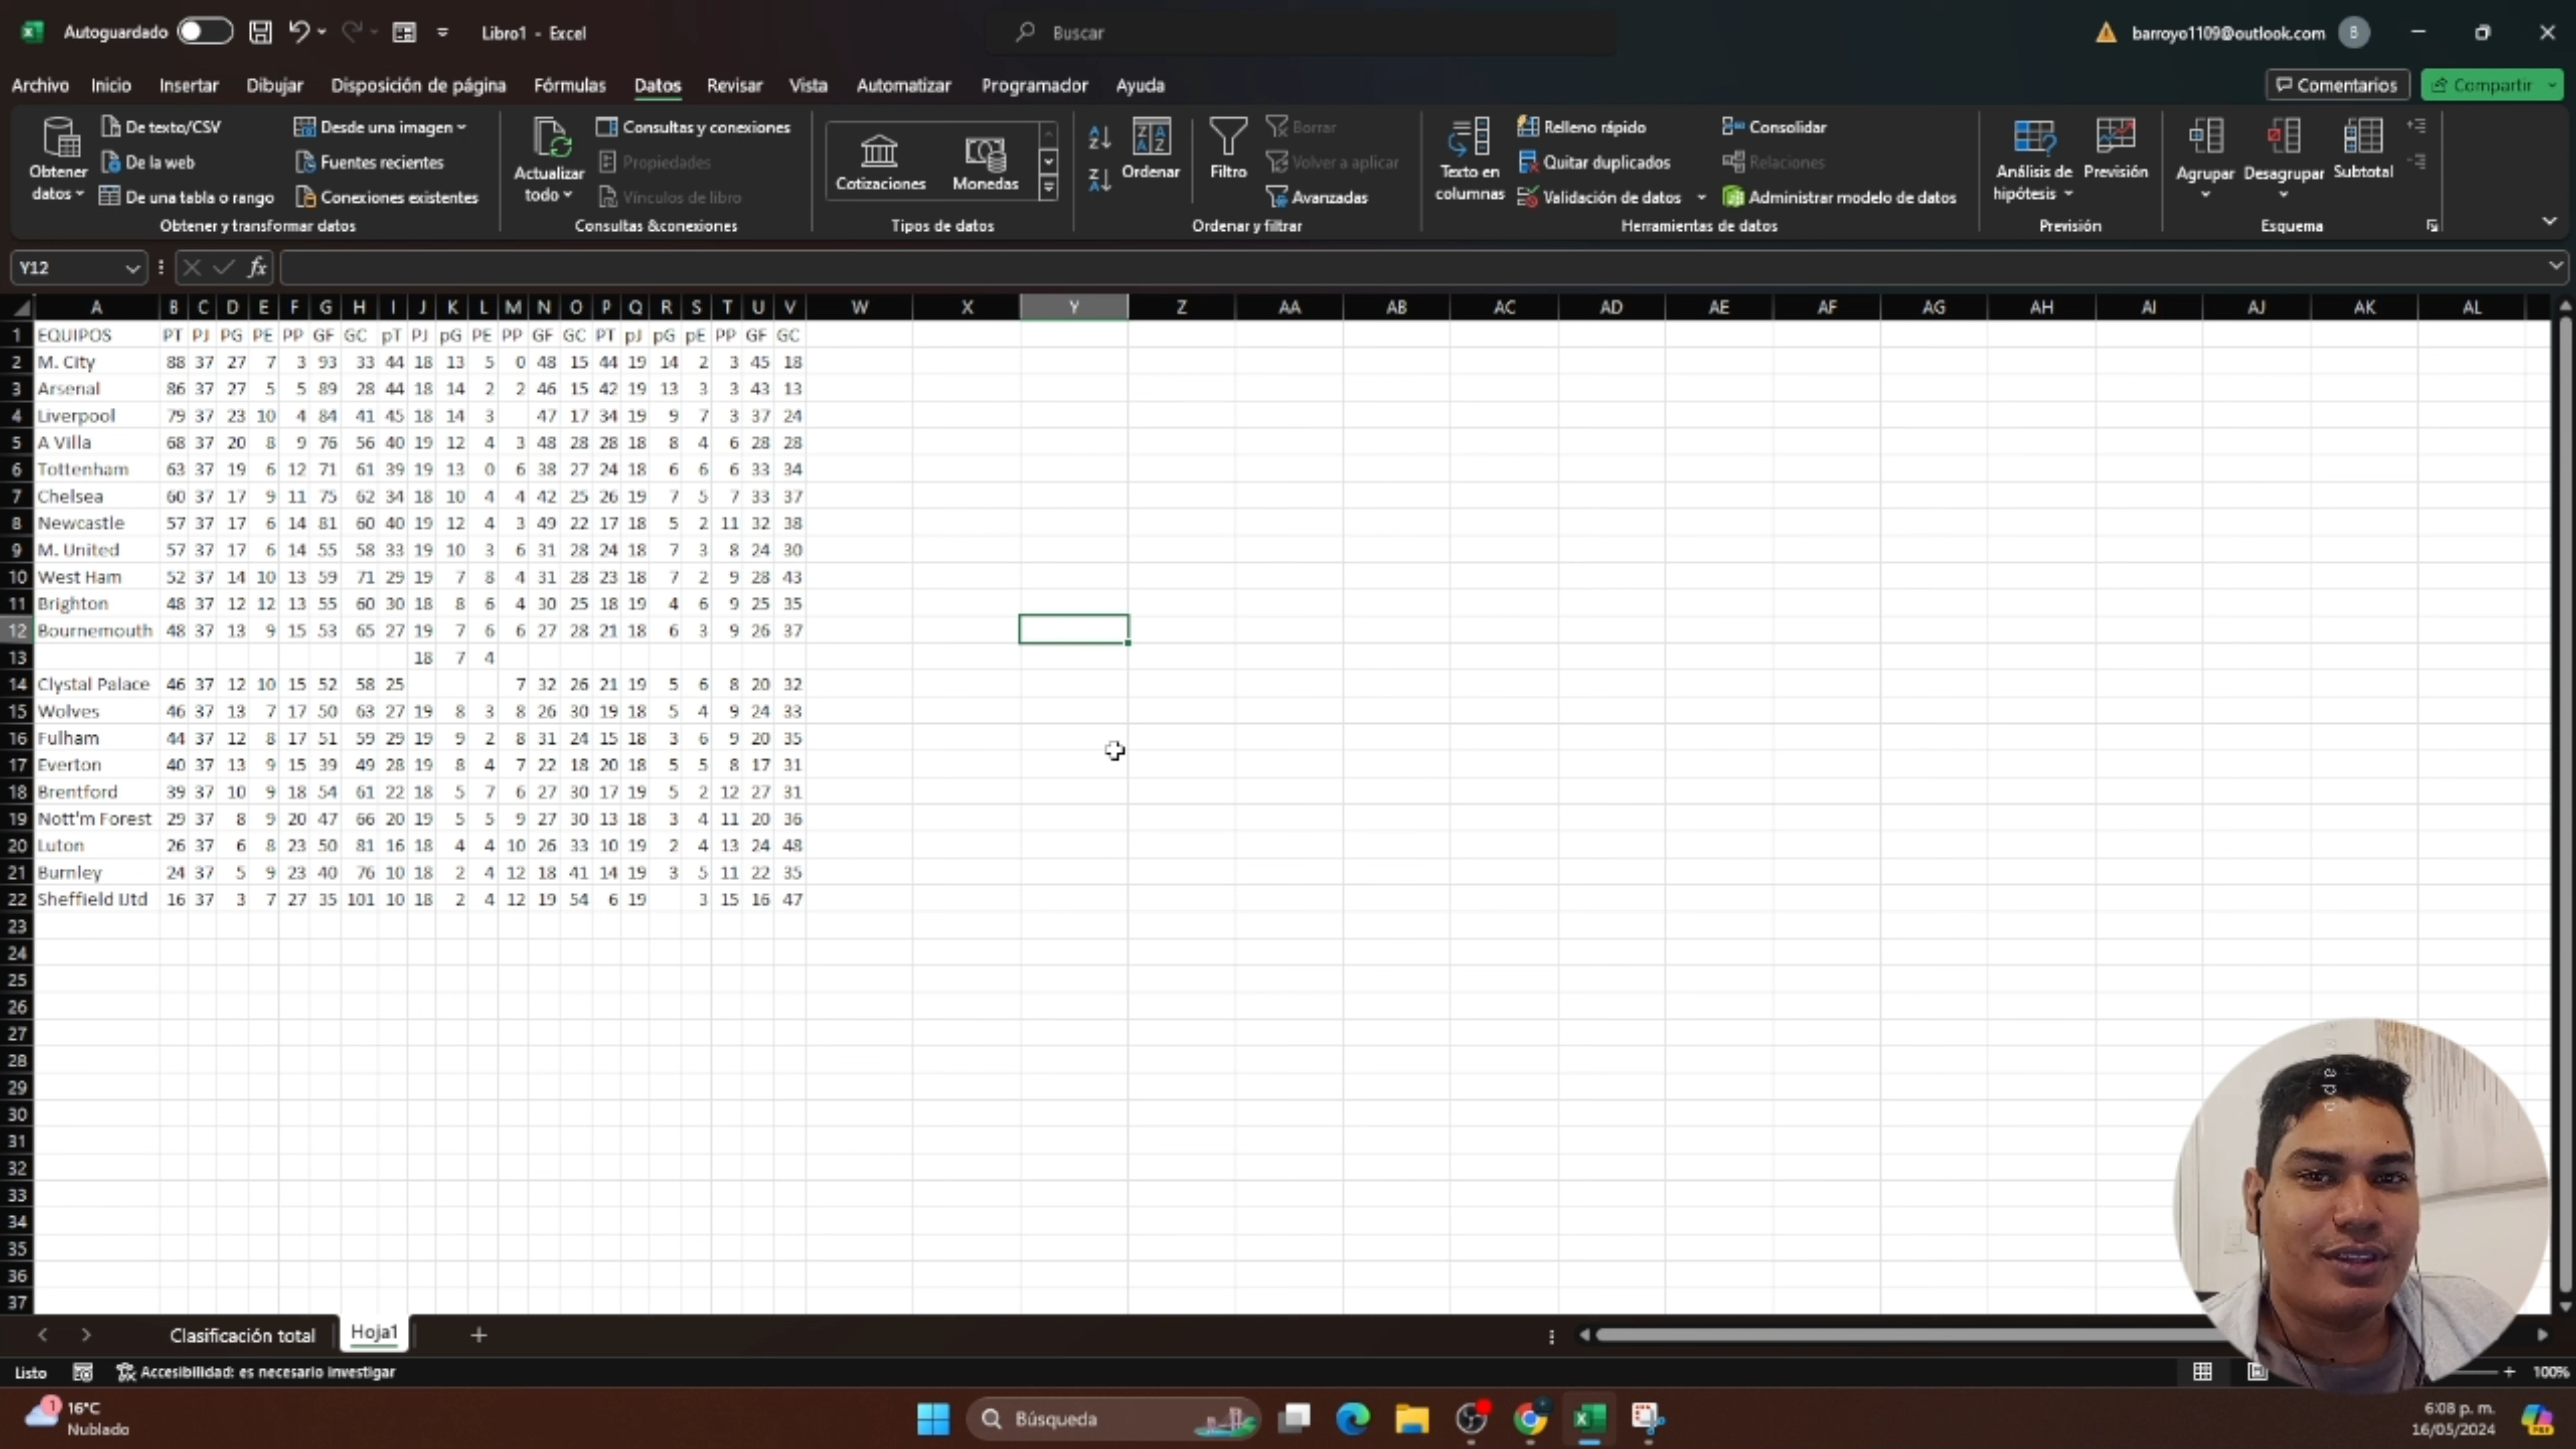 Autoguardado Libro1 - Excel Buscar barroyo1109@outlook.com B
Archivo Inicio Insertar Dibujar Disposición de página Fórmulas Datos Revisar Vista Automatizar Programador Ayuda Comentarios Compartir
Obtener datos
De texto/CSV
De la web
De una tabla o rango
Desde una imagen
Fuentes recientes
Conexiones existentes
Obtener y transformar datos
Actualizar todo
Consultas y conexiones
Propiedades
Vínculos de libro
Consultas &conexiones
Cotizaciones Monedas
Tipos de datos
Ordenar
Filtro
Borrar
Volver a aplicar
Avanzadas
Ordenar y filtrar
Texto en columnas
Relleno rápido
Quitar duplicados
Validación de datos
Consolidar
Relaciones
Administrar modelo de datos
Herramientas de datos
Análisis de hipótesis
Previsión
Previsión
Agrupar Desagrupar Subtotal
Esquema
Y12 fx
A B C D E F G H I J K L M N O P Q R S T U V W X Y Z AA AB AC AD AE AF AG AH AI AJ AK AL
1 EQUIPOS PT PJ PG PE PP GF GC pT PJ pG PE PP GF GC PT pJ pG pE PP GF GC
2 M. City 88 37 27 7 3 93 33 44 18 13 5 0 48 15 44 19 14 2 3 45 18
3 Arsenal 86 37 27 5 5 89 28 44 18 14 2 2 46 15 42 19 13 3 3 43 13
4 Liverpool 79 37 23 10 4 84 41 45 18 14 3 47 17 34 19 9 7 3 37 24
5 A Villa 68 37 20 8 9 76 56 40 19 12 4 3 48 28 28 18 8 4 6 28 28
6 Tottenham 63 37 19 6 12 71 61 39 19 13 0 6 38 27 24 18 6 6 6 33 34
7 Chelsea 60 37 17 9 11 75 62 34 18 10 4 4 42 25 26 19 7 5 7 33 37
8 Newcastle 57 37 17 6 14 81 60 40 19 12 4 3 49 22 17 18 5 2 11 32 38
9 M. United 57 37 17 6 14 55 58 33 19 10 3 6 31 28 24 18 7 3 8 24 30
10 West Ham 52 37 14 10 13 59 71 29 19 7 8 4 31 28 23 18 7 2 9 28 43
11 Brighton 48 37 12 12 13 55 60 30 18 8 6 4 30 25 18 19 4 6 9 25 35
12 Bournemouth 48 37 13 9 15 53 65 27 19 7 6 6 27 28 21 18 6 3 9 26 37
13 18 7 4
14 Clystal Palace 46 37 12 10 15 52 58 25 7 32 26 21 19 5 6 8 20 32
15 Wolves 46 37 13 7 17 50 63 27 19 8 3 8 26 30 19 18 5 4 9 24 33
16 Fulham 44 37 12 8 17 51 59 29 19 9 2 8 31 24 15 18 3 6 9 20 35
17 Everton 40 37 13 9 15 39 49 28 19 8 4 7 22 18 20 18 5 5 8 17 31
18 Brentford 39 37 10 9 18 54 61 22 18 5 7 6 27 30 17 19 5 2 12 27 31
19 Nott'm Forest 29 37 8 9 20 47 66 20 19 5 5 9 27 30 13 18 3 4 11 20 36
20 Luton 26 37 6 8 23 50 81 16 18 4 4 10 26 33 10 19 2 4 13 24 48
21 Burnley 24 37 5 9 23 40 76 10 18 2 4 12 18 41 14 19 3 5 11 22 35
22 Sheffield Utd 16 37 3 7 27 35 101 10 18 2 4 12 19 54 6 19 3 15 16 47
23
24
25
26
27
28
29
30
31
32
33
34
35
36
37
Clasificación total Hoja1
Listo Accesibilidad: es necesario investigar 100%
1 16°C
Nublado
Búsqueda
6:08 p. m.
16/05/2024